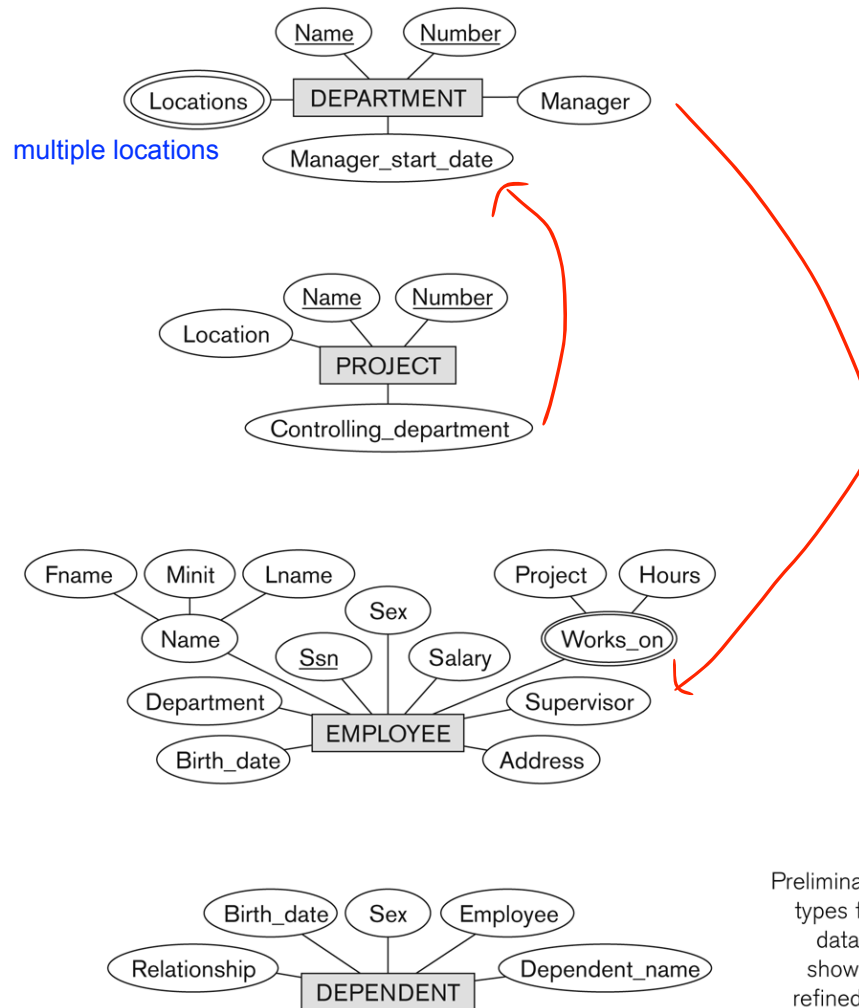 Name Number
Locations DEPARTMENT Manager
multiple locations
Manager_start_date
Name Number
Location
PROJECT
Controlling_department
Fname Minit Lname Project Hours
Sex
Name Works_on
Ssn Salary
Department Supervisor
EMPLOYEE
Birth_date Address
Prelimina
types f
Birth_date Sex Employee
data
Relationship Dependent_name
show
DEPENDENT
refined